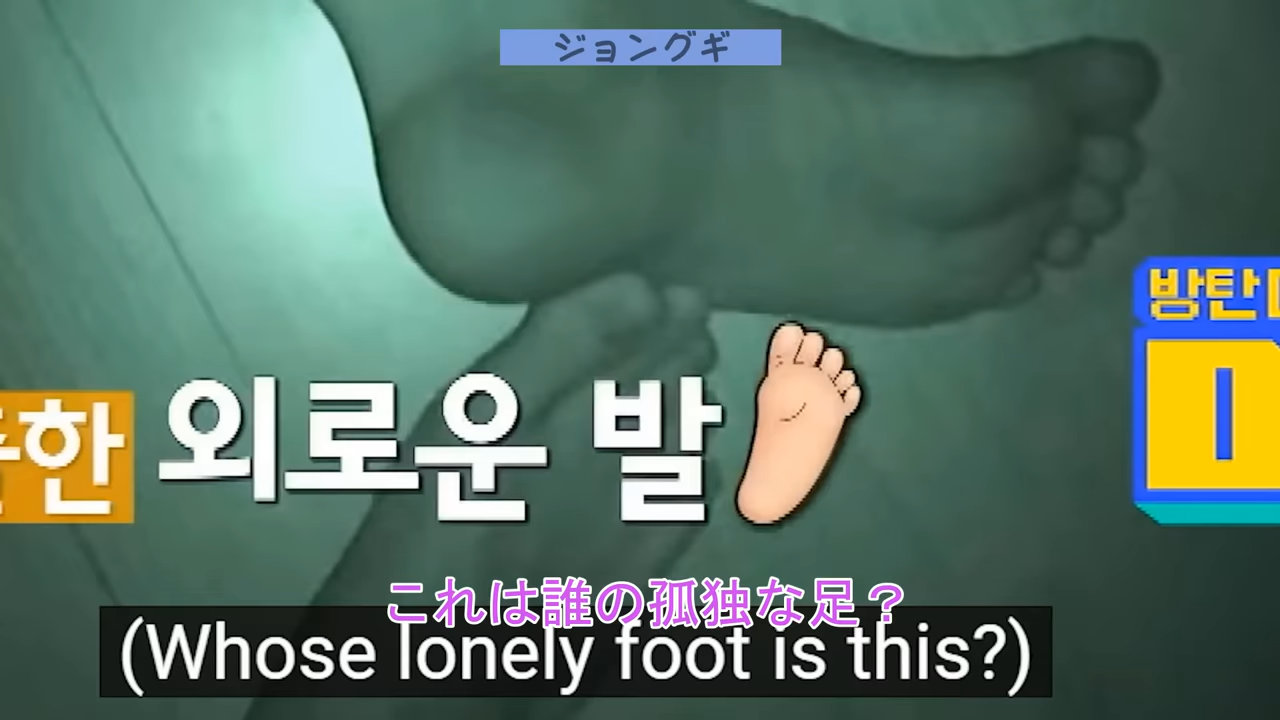 ジョングギ
방탄
한 외로운 발
これは誰の孤独な足？
(Whose lonely foot is this?)